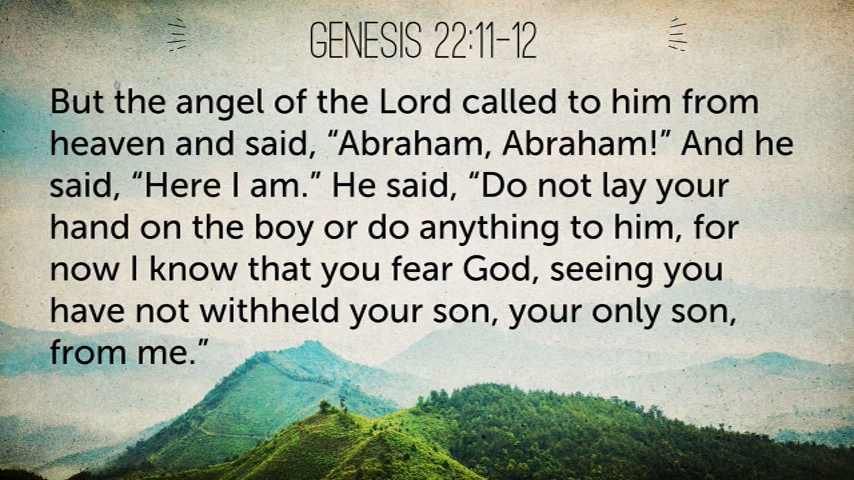 GENESIS 22:11-12
But the angel of the Lord called to him from
heaven and said, “Abraham, Abraham!” And he
said, “Here I am.” He said, “Do not lay your
hand on the boy or do anything to him, for
now I know that you fear God, seeing you
have not withheld your son, your only son,
from me.”